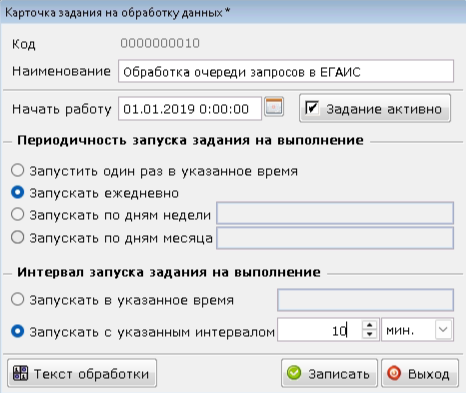 Карточка задания на обработку данных *
Код 0000000010
Наименование Обработка очереди запросов в ЕГАИС
Начать работу 01.01.2019 0:00:00 Задание активно
Периодичность запуска задания на выполнение
Запустить один раз в указанное время
Запускать ежедневно
Запускать по дням недели
Запускать по дням месяца
Интервал запуска задания на выполнение
Запускать в указанное время
Запускать с указанным интервалом 10 мин.
Текст обработки Записать Выход